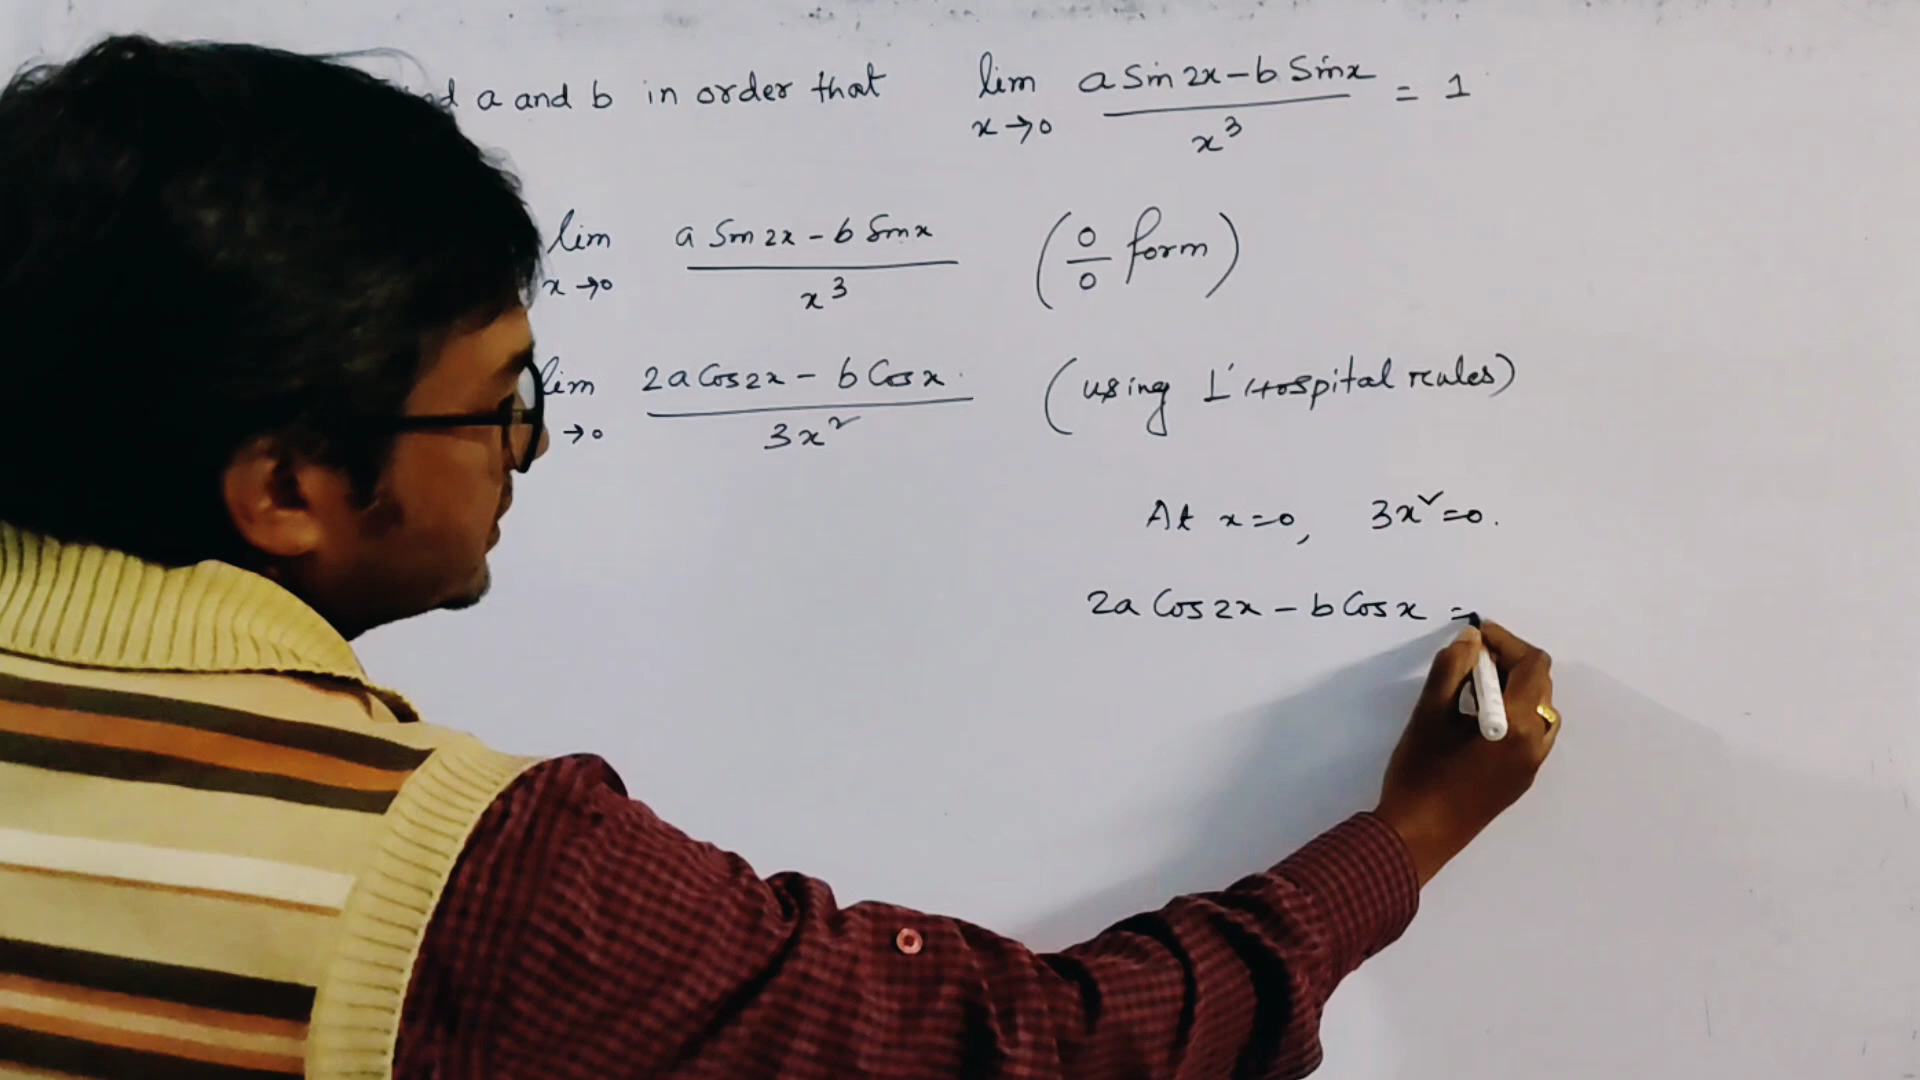 a and b in order that lim x→0 a Sin 2x - b Sinx / x³ = 1
lim x→0 a Sin 2x - b Sinx / x³ (0/0 form)
lim →0 2a Cos 2x - b Cos x / 3x² (using L' Hospital rules)
At x=0, 3x²=0.
2a Cos 2x - b Cos x =